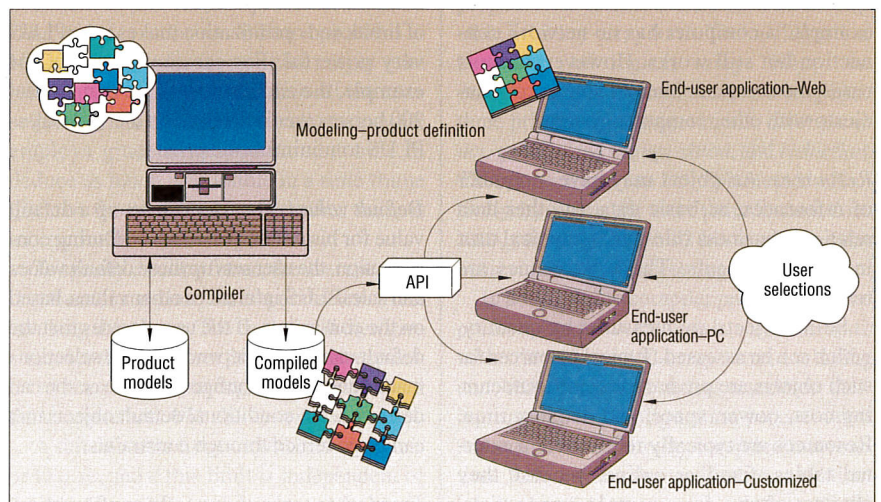 End-user application–Web
Modeling–product definition
Compiler
API
User
selections
End-user
application–PC
Product
models
Compiled
models
End-user application–Customized